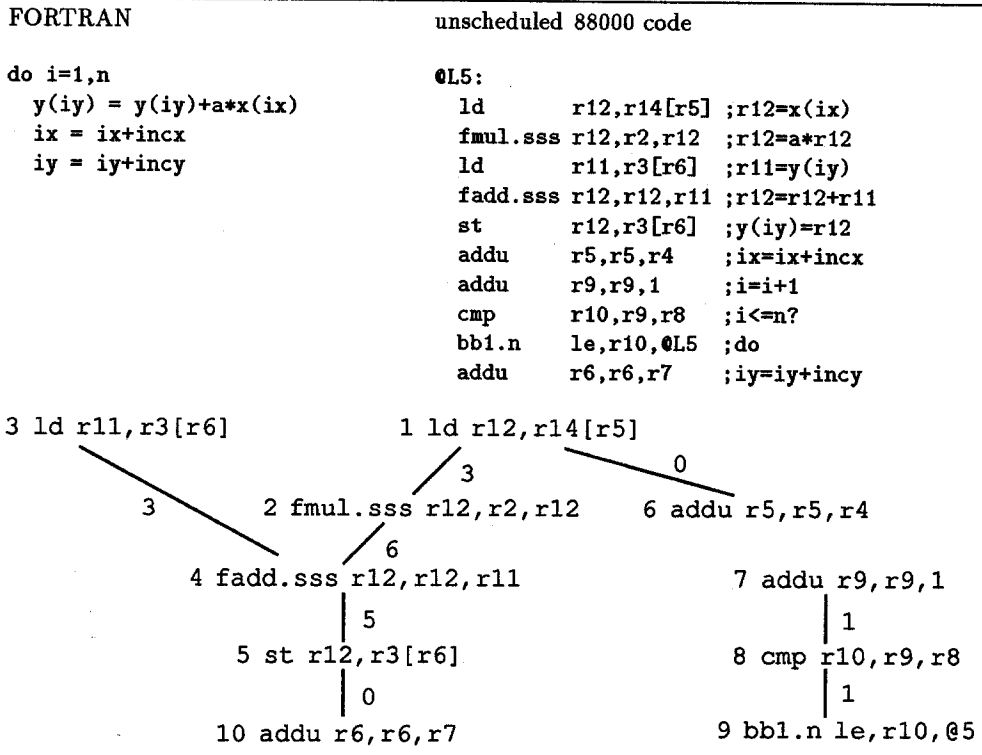 FORTRAN
unscheduled 88000 code
do i=1,n
y(iy) = y(iy)+a*x(ix)
ix = ix+incx
iy = iy+incy
@L5:
ld r12,r14[r5] ;r12=x(ix)
fmul.sss r12,r2,r12 ;r12=a*r12
ld r11,r3[r6] ;r11=y(iy)
fadd.sss r12,r12,r11 ;r12=r12+r11
st r12,r3[r6] ;y(iy)=r12
addu r5,r5,r4 ;ix=ix+incx
addu r9,r9,1 ;i=i+1
cmp r10,r9,r8 ;i<=n?
bb1.n le,r10,@L5 ;do
addu r6,r6,r7 ;iy=iy+incy
3 ld r11,r3[r6]
1 ld r12,r14[r5]
3
0
3
2 fmul.sss r12,r2,r12
6 addu r5,r5,r4
6
4 fadd.sss r12,r12,r11
7 addu r9,r9,1
5
1
5 st r12,r3[r6]
8 cmp r10,r9,r8
0
1
10 addu r6,r6,r7
9 bb1.n le,r10,@5